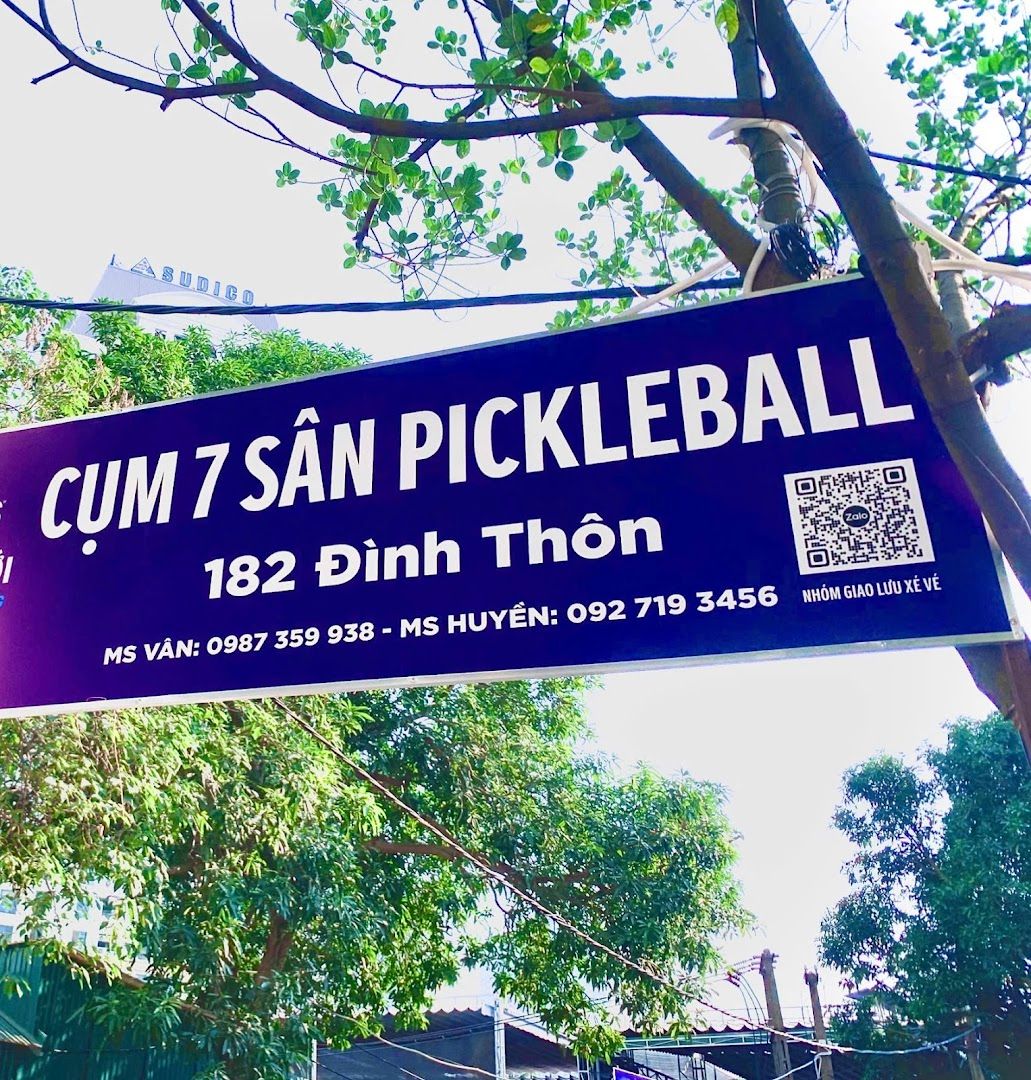 SUDICO
CỤM 7 SÂN PICKLEBALL
182 Đình Thôn
MS VÂN: 0987 359 938 - MS HUYỀN: 092 719 3456
Zalo
NHÓM GIAO LƯU XÉ VÉ